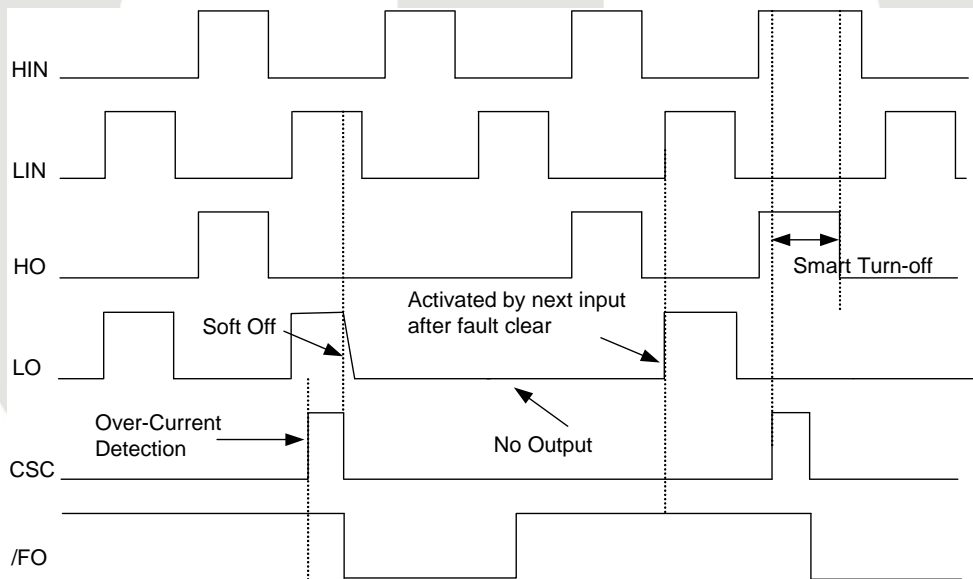 HIN
LIN
HO
Smart Turn-off
Activated by next input
after fault clear
Soft Off
LO
Over-Current
Detection
No Output
CSC
/FO